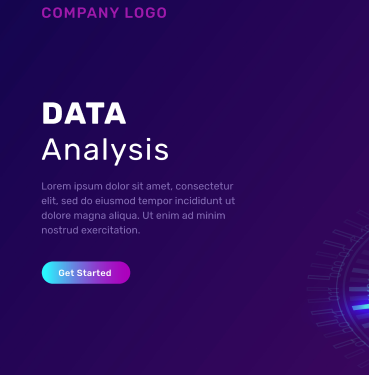 COMPANY LOGO
DATA
Analysis
Lorem ipsum dolor sit amet, consectetur
elit, sed do eiusmod tempor incididunt ut
dolore magna aliqua. Ut enim ad minim
nostrud exercitation.
Get Started